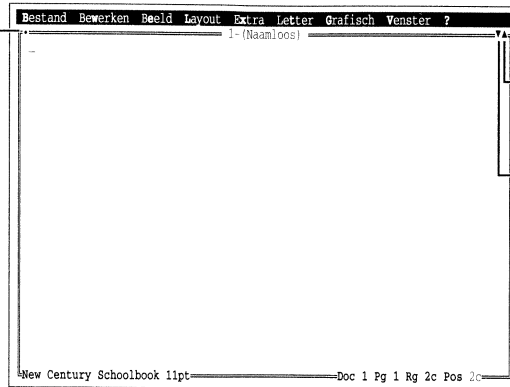 Bestand Bewerken Beeld Layout Extra Letter Grafisch Venster ?
1-(Naamloos)
New Century Schoolbook 11pt Doc 1 Pg 1 Rg 2c Pos 2c